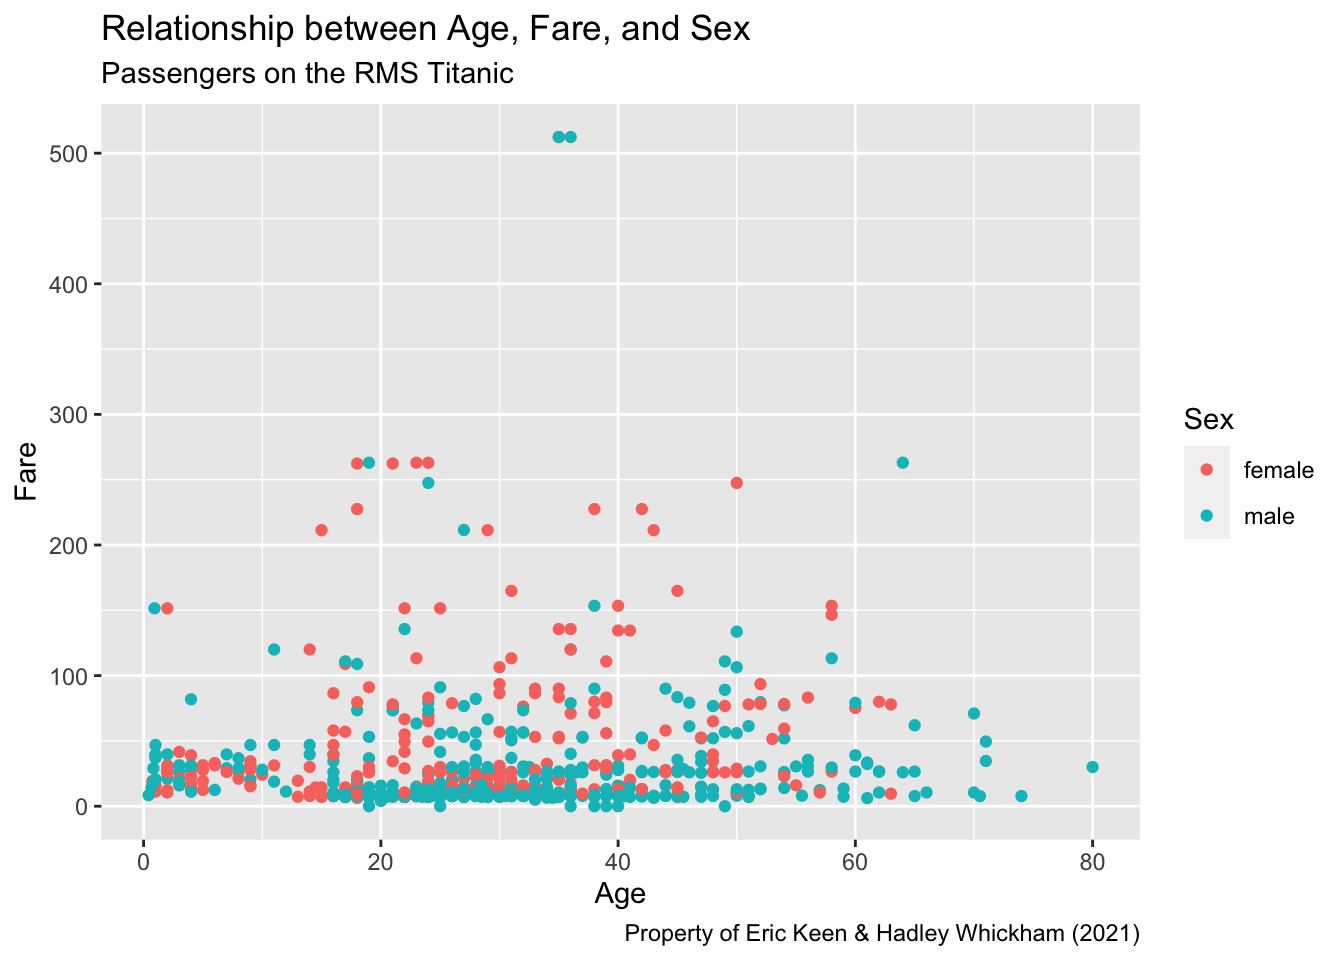 Relationship between Age, Fare, and Sex
Passengers on the RMS Titanic
500
400
300
200
100
0
Fare
0 20 40 60 80
Age
Sex
female
male
Property of Eric Keen & Hadley Whickham (2021)